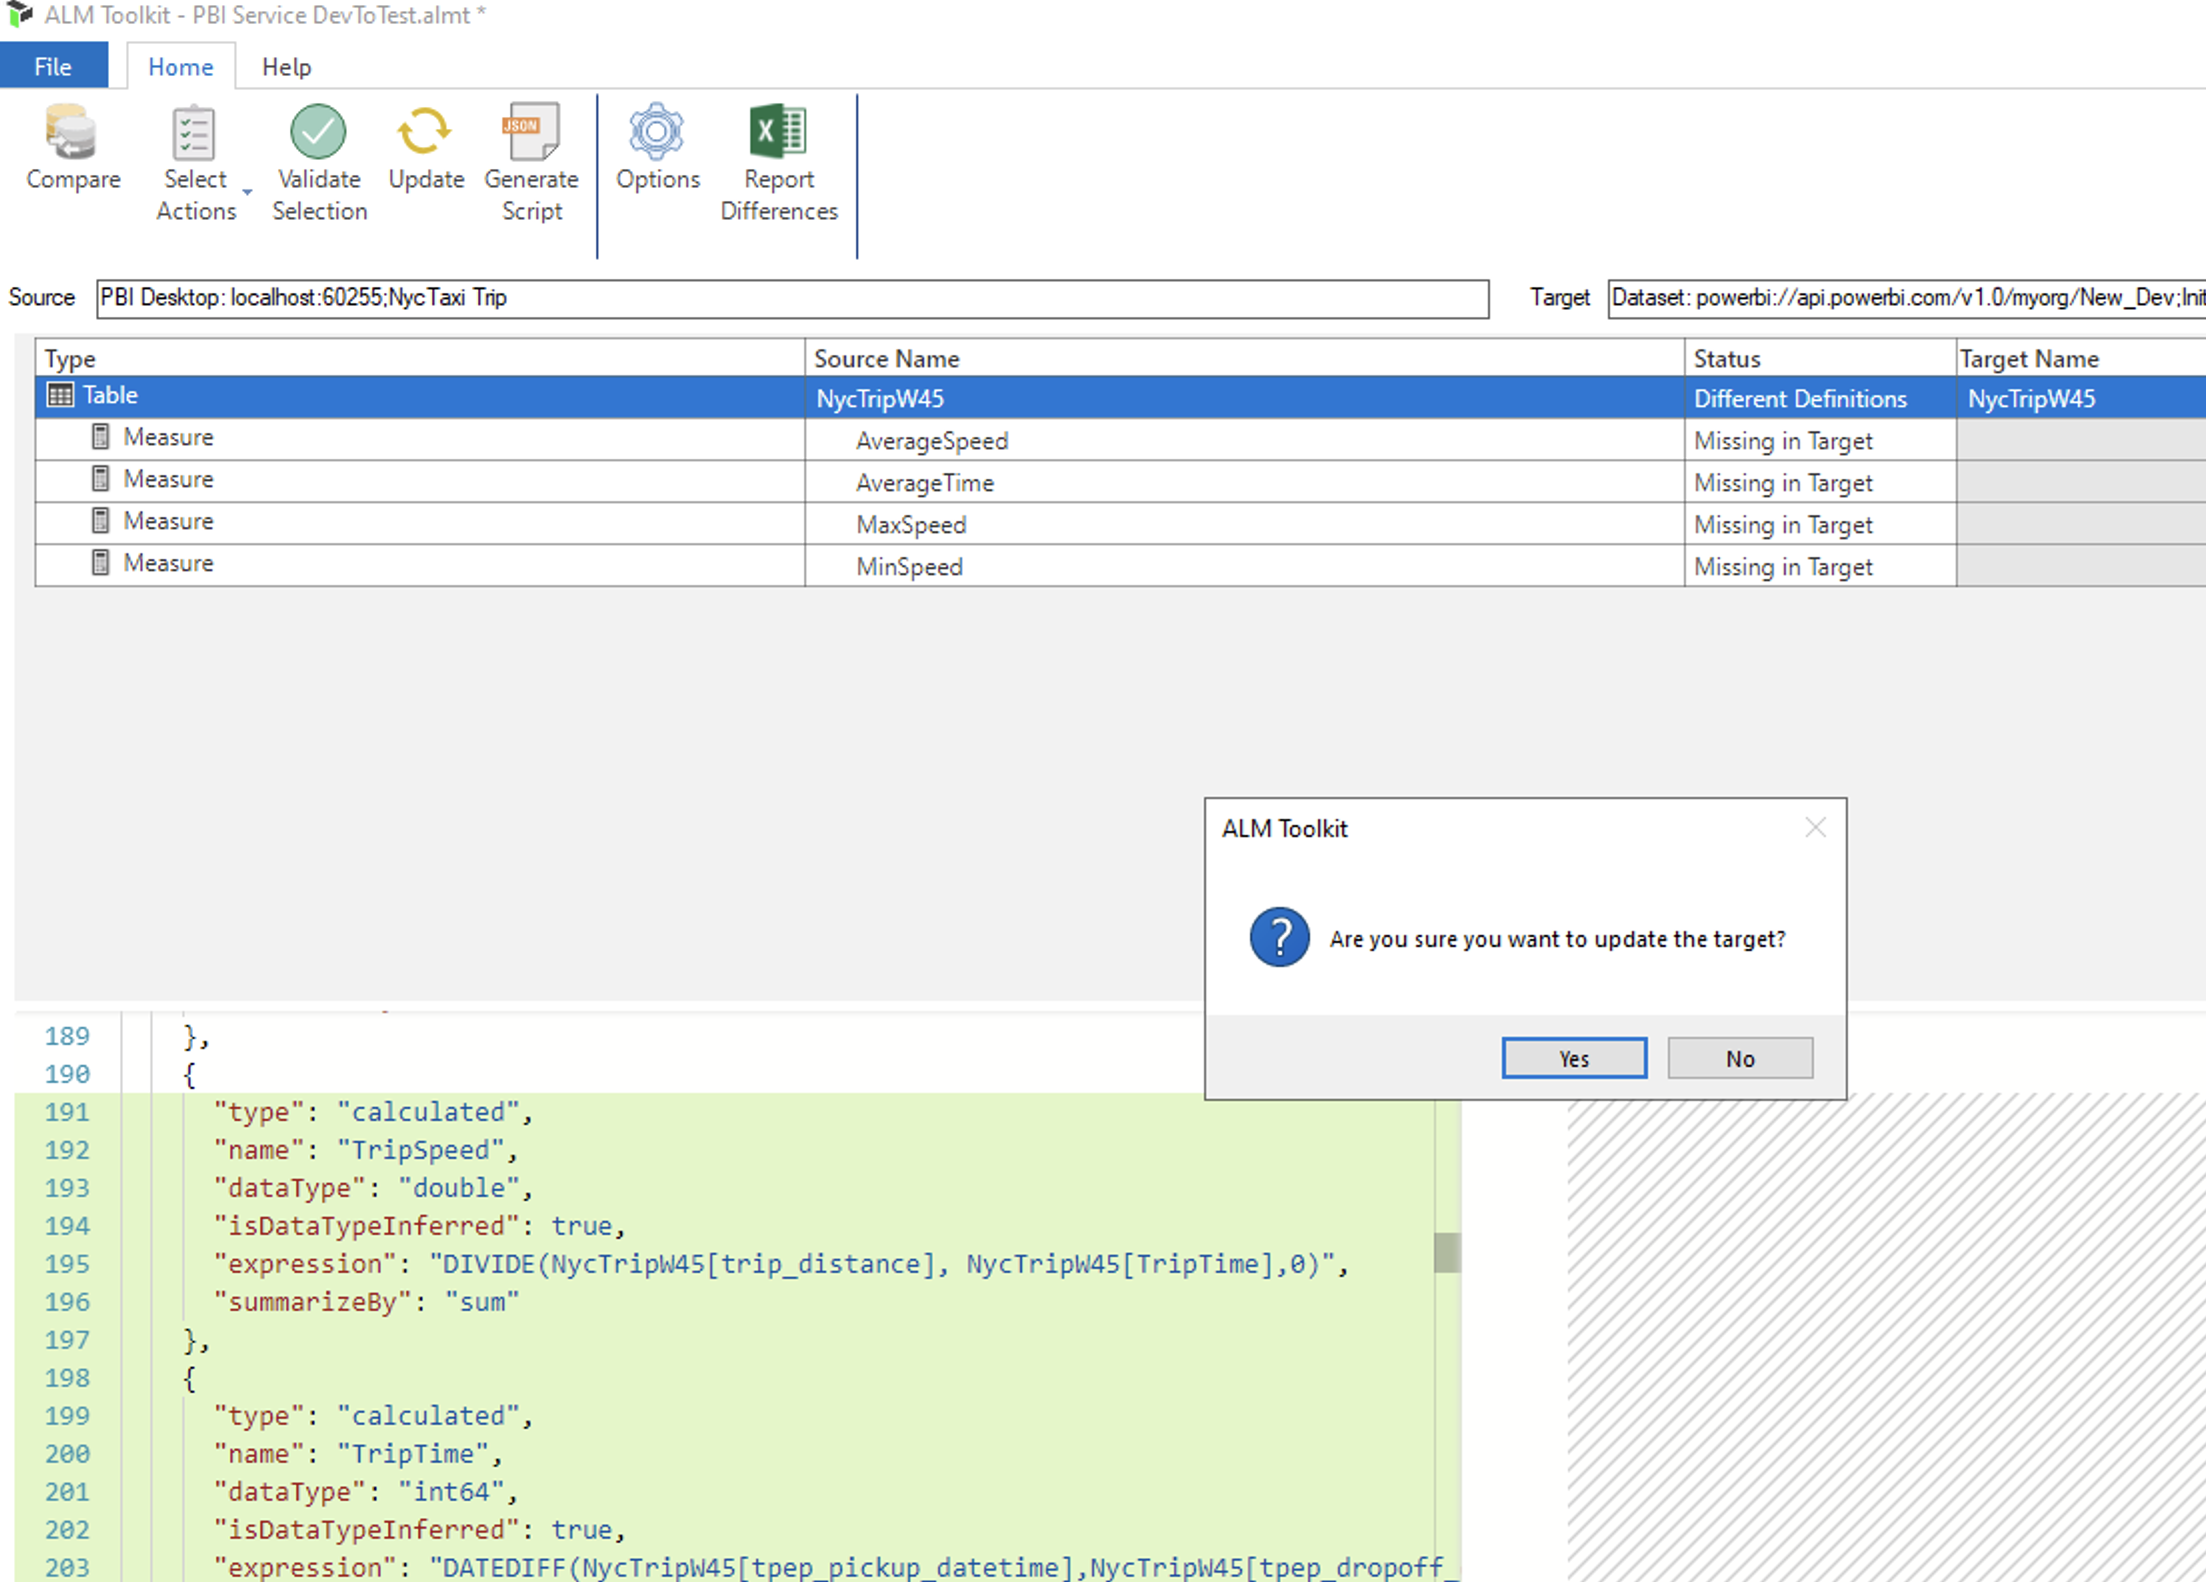 ALM Toolkit - PBI Service DevToTest.almt *
File Home Help
Compare Select Actions Validate Selection Update JSON Generate Script Options Report Differences
Source PBI Desktop: localhost:60255;NycTaxi Trip Target Dataset: powerbi://api.powerbi.com/v1.0/myorg/New_Dev;Init
Type Source Name Status Target Name
Table NycTripW45 Different Definitions NycTripW45
Measure AverageSpeed Missing in Target
Measure AverageTime Missing in Target
Measure MaxSpeed Missing in Target
Measure MinSpeed Missing in Target
ALM Toolkit
Are you sure you want to update the target?
Yes No
189 },
190 {
191 "type": "calculated",
192 "name": "TripSpeed",
193 "dataType": "double",
194 "isDataTypeInferred": true,
195 "expression": "DIVIDE(NycTripW45[trip_distance], NycTripW45[TripTime],0)",
196 "summarizeBy": "sum"
197 },
198 {
199 "type": "calculated",
200 "name": "TripTime",
201 "dataType": "int64",
202 "isDataTypeInferred": true,
203 "expression": "DATEDIFF(NycTripW45[tpep_pickup_datetime],NycTripW45[tpep_dropoff_